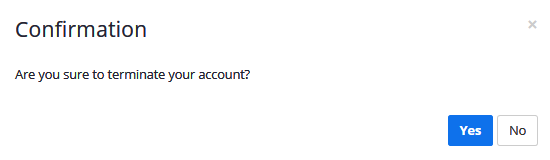 Confirmation
×
Are you sure to terminate your account?
Yes No